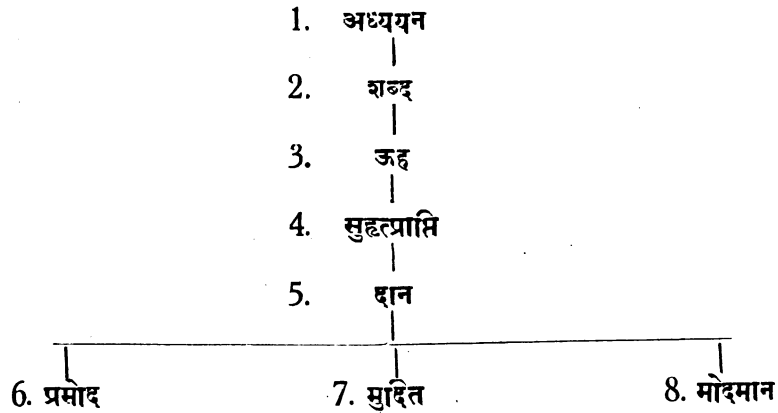 1. अध्ययन
2. शब्द
3. ऊह
4. सुहृत्प्राप्ति
5. दान
6. प्रमोद 7. मुदित 8. मोदमान